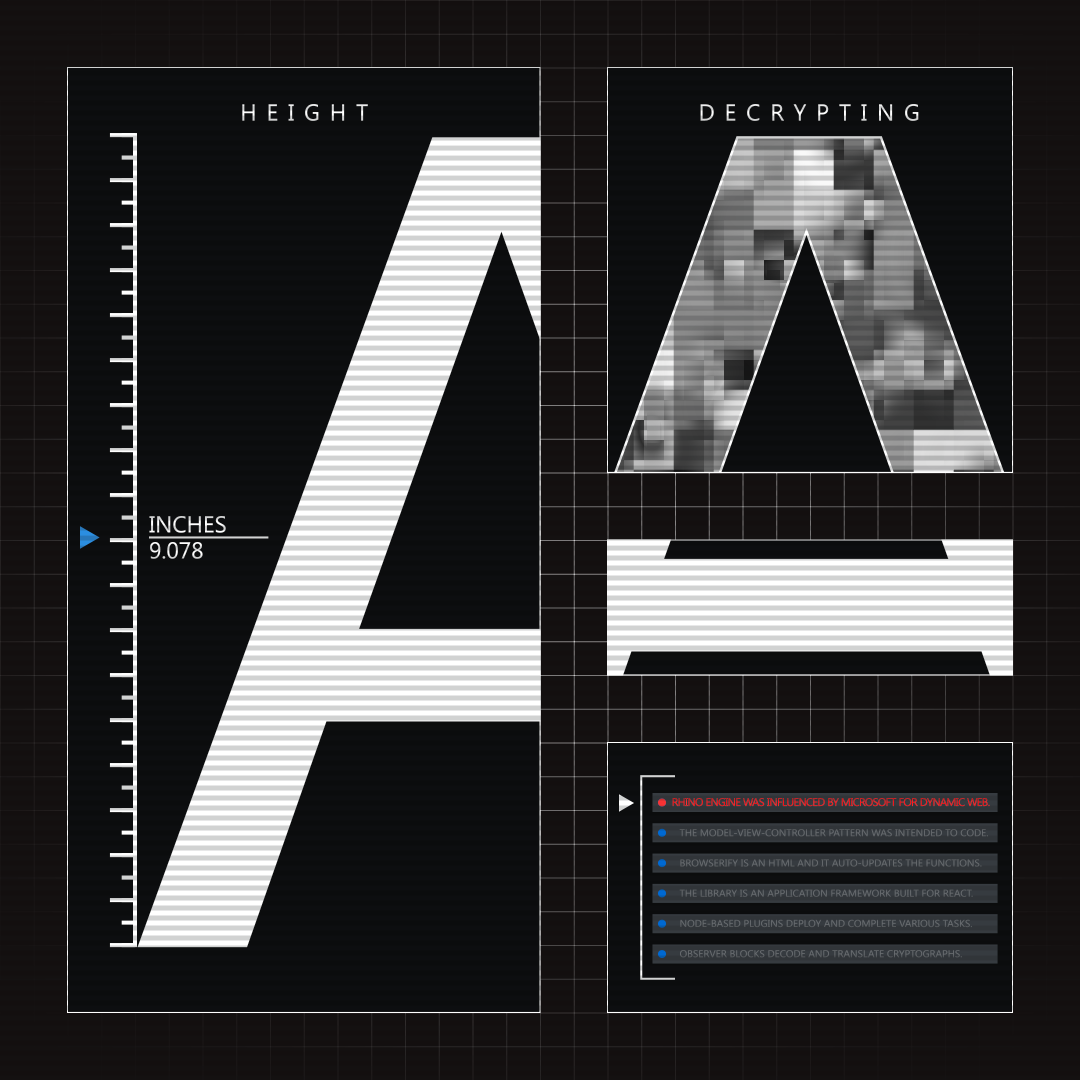 HEIGHT
INCHES
9.078
A
DECRYPTING
A
RHINO ENGINE WAS INFLUENCED BY MICROSOFT FOR DYNAMIC WEB.
THE MODEL-VIEW-CONTROLLER PATTERN WAS INTENDED TO CODE.
BROWSERIFY IS AN HTML AND IT AUTO-UPDATES THE FUNCTIONS.
THE LIBRARY IS AN APPLICATION FRAMEWORK BUILT FOR REACT.
NODE-BASED PLUGINS DEPLOY AND COMPLETE VARIOUS TASKS.
OBSERVER BLOCKS DECODE AND TRANSLATE CRYPTOGRAPHS.